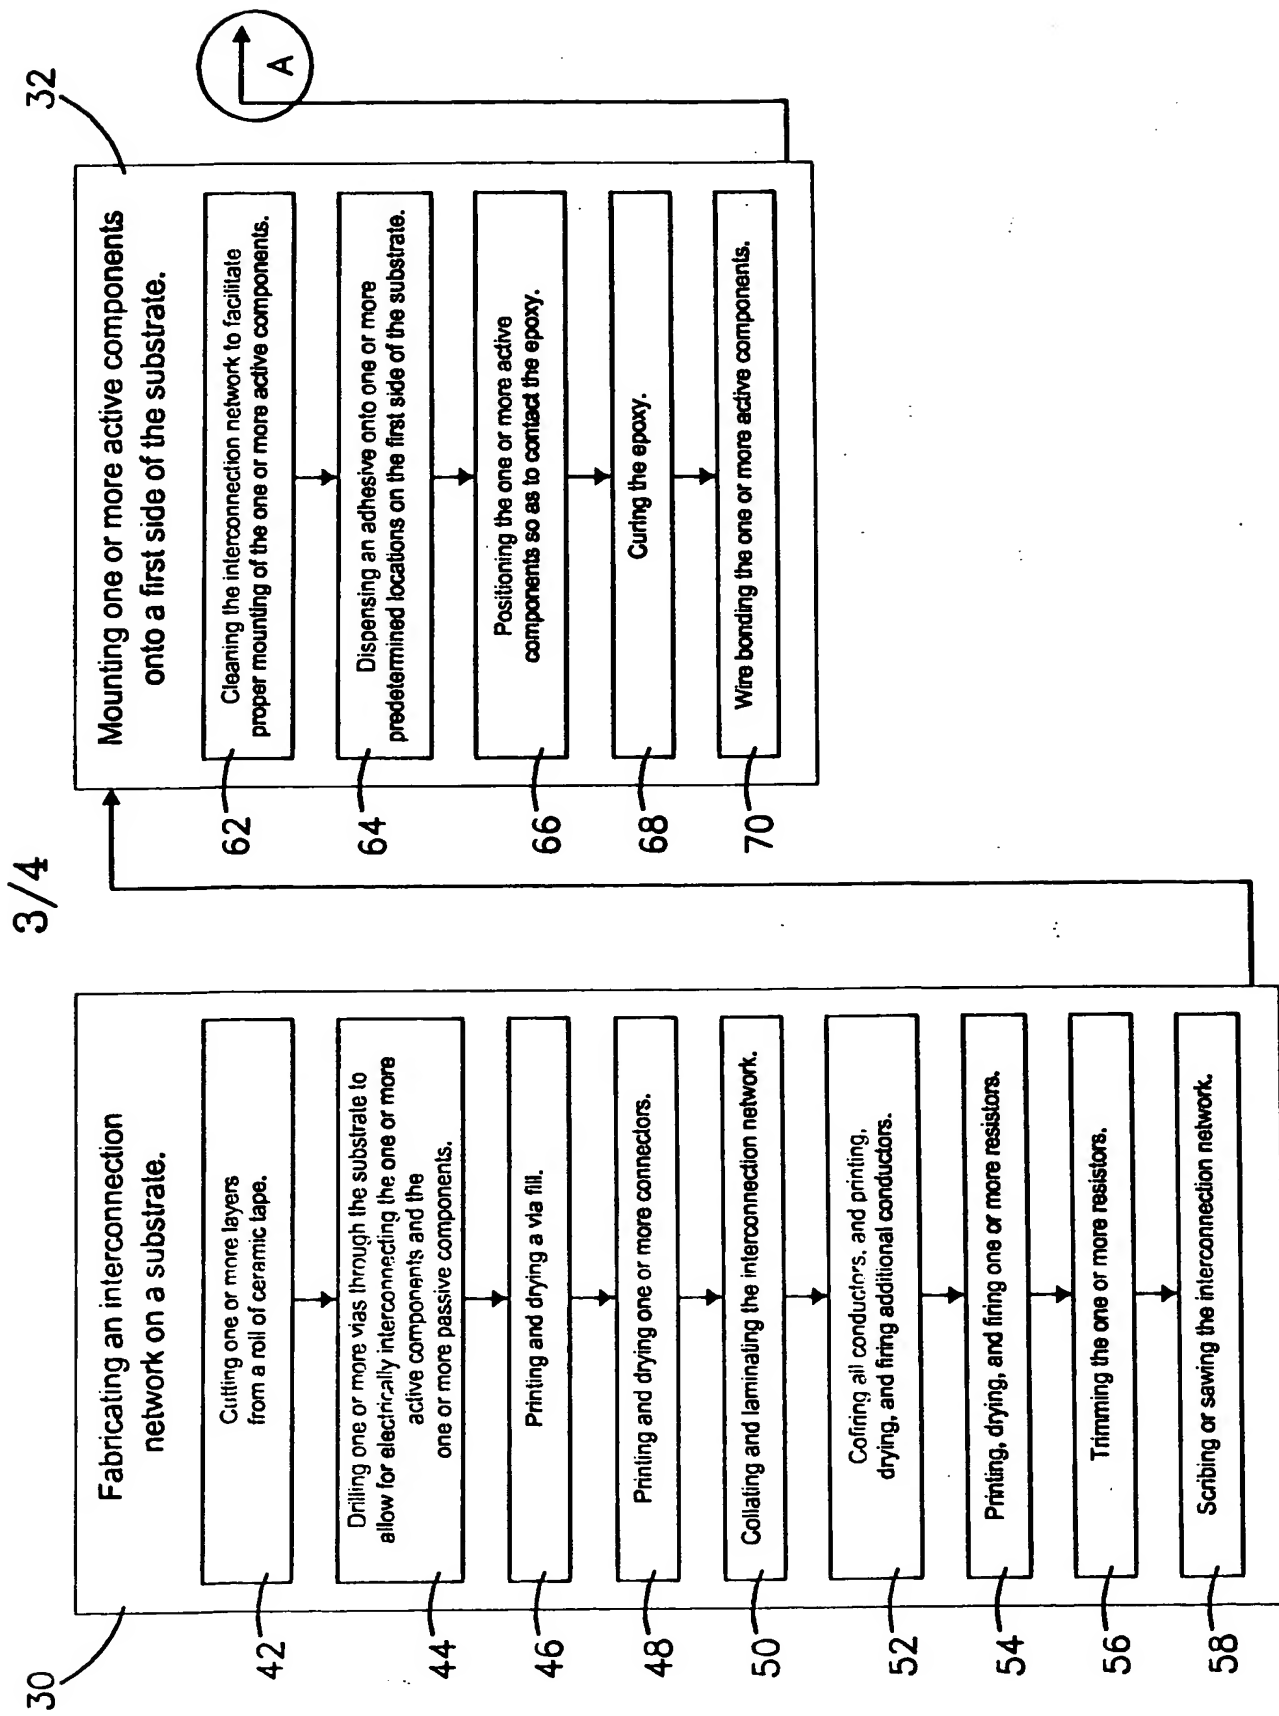 3/4
30
Fabricating an interconnection
network on a substrate.
42
Cutting one or more layers
from a roll of ceramic tape.
44
Drilling one or more vias through the substrate to
allow for electrically interconnecting the one or more
active components and the
one or more passive components.
46
Printing and drying a via fill.
48
Printing and drying one or more connectors.
50
Collating and laminating the interconnection network.
52
Cofiring all conductors, and printing,
drying, and firing additional conductors.
54
Printing, drying, and firing one or more resistors.
56
Trimming the one or more resistors.
58
Scribing or sawing the interconnection network.
32
Mounting one or more active components
onto a first side of the substrate.
62
Cleaning the interconnection network to facilitate
proper mounting of the one or more active components.
64
Dispensing an adhesive onto one or more
predetermined locations on the first side of the substrate.
66
Positioning the one or more active
components so as to contact the epoxy.
68
Curing the epoxy.
70
Wire bonding the one or more active components.
A